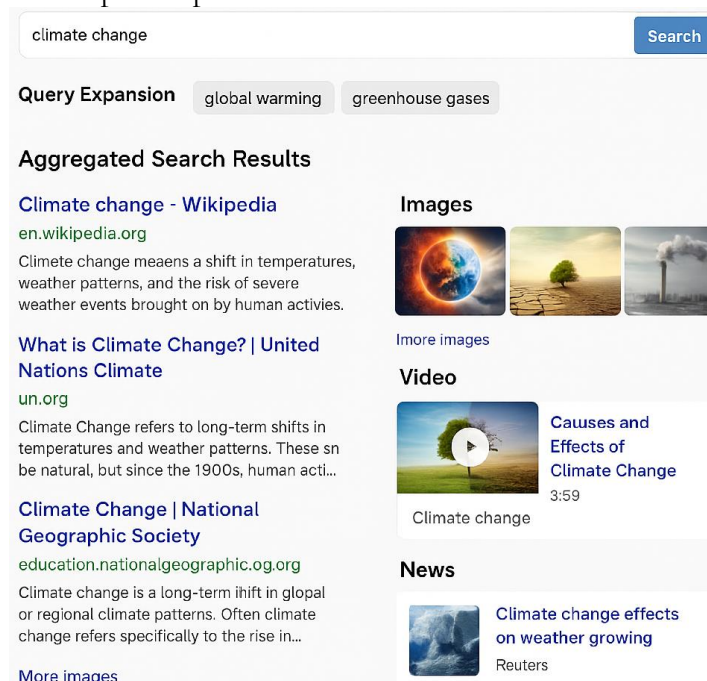 climate change
Search
Query Expansion
global warming
greenhouse gases
Aggregated Search Results
Climate change - Wikipedia
en.wikipedia.org
Climete change meaens a shift in temperatures,
weather patterns, and the risk of severe
weather events brought on by human activies.
What is Climate Change? | United
Nations Climate
un.org
Climate Change refers to long-term shifts in
temperatures and weather patterns. These sn
be natural, but since the 1900s, human acti...
Climate Change | National
Geographic Society
education.nationalgeographic.og.org
Climate change is a long-term ihift in glopal
or regional climate patterns. Often climate
change refers specifically to the rise in...
More images
Images
Imore images
Video
Cauuses and
Effects of
Climate Change
3:59
Climate change
News
Climate change effects
on weather growing
Reuters